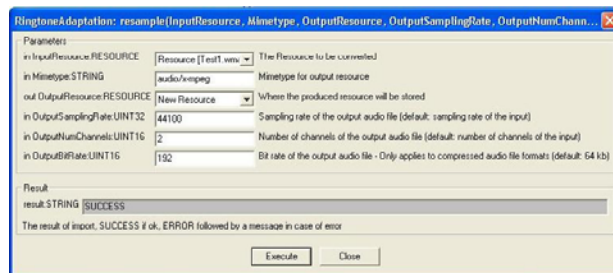 RingtoneAdaptation: resample(InputResource, Mimetype, OutputResource, OutputSamplingRate, OutputNumChann...
Parameters
in InputResource:RESOURCE Resource [Test1.wma The Resource to be converted
in Mimetype:STRING audio/x-mpeg Mimetype for output resource
out OutputResource:RESOURCE New Resource Where the produced resource will be stored
in OutputSamplingRate:UINT32 44100 Sampling rate of the output audio file (default: sampling rate of the input)
in OutputNumChannels:UINT16 2 Number of channels of the output audio file (default: number of channels of the input)
in OutputBitRate:UINT16 192 Bit rate of the output audio file - Only applies to compressed audio file formats (default: 64 kb)
Result
result:STRING SUCCESS
The result of import, SUCCESS if ok, ERROR followed by a message in case of error
Execute Close